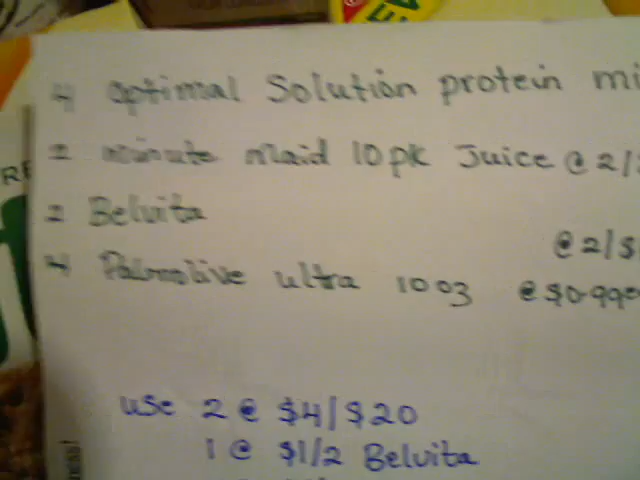 4 Optimal Solution protein mi
2 Minute Maid 10pk Juice @ 2/
2 Belvita
@ 2/$
4 Palmolive ultra 10oz @ $0.99
use 2 @ $4/$20
1 @ $1/2 Belvita